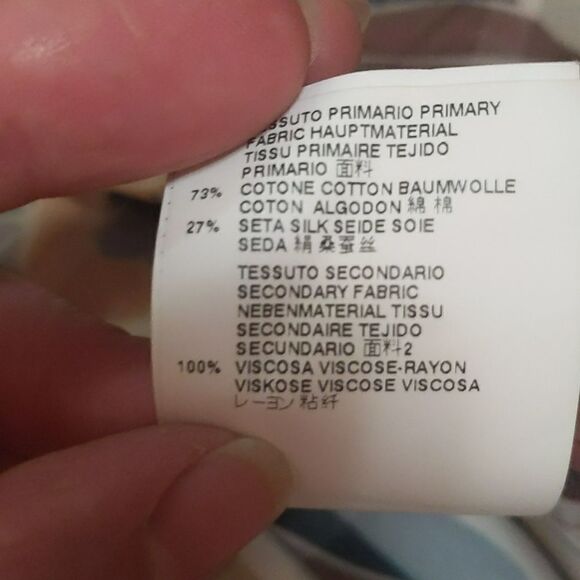 TESSUTO PRIMARIO PRIMARY
FABRIC HAUPTMATERIAL
TISSU PRIMAIRE TEJIDO
PRIMARIO 面料
73% COTONE COTTON BAUMWOLLE
COTON ALGODON 綿 棉
27% SETA SILK SEIDE SOIE
SEDA 絹 桑蚕丝
TESSUTO SECONDARIO
SECONDARY FABRIC
NEBENMATERIAL TISSU
SECONDAIRE TEJIDO
SECUNDARIO 面料2
100% VISCOSA VISCOSE-RAYON
VISKOSE VISCOSE VISCOSA
レーヨン 粘纤